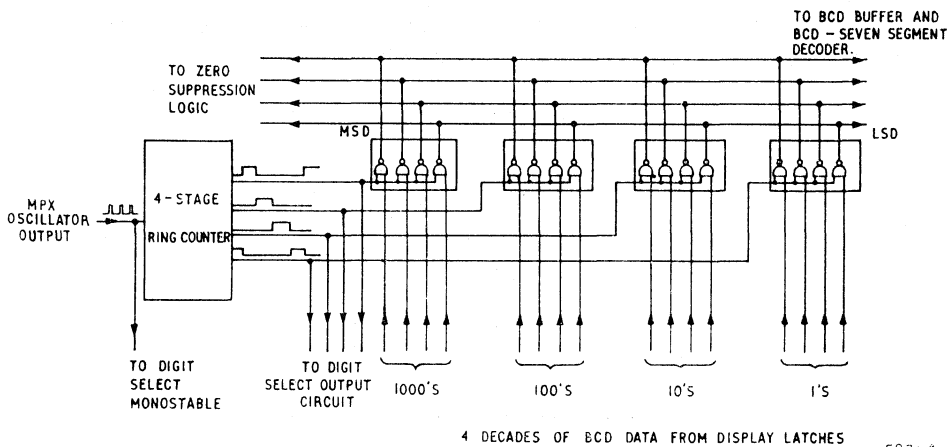 TO BCD BUFFER AND
BCD - SEVEN SEGMENT
DECODER.
TO ZERO
SUPPRESSION
LOGIC
MSD
LSD
MPX
OSCILLATOR
OUTPUT
4-STAGE
RING COUNTER
TO DIGIT
SELECT
MONOSTABLE
TO DIGIT
SELECT OUTPUT
CIRCUIT
1000'S
100'S
10'S
1'S
4 DECADES OF BCD DATA FROM DISPLAY LATCHES